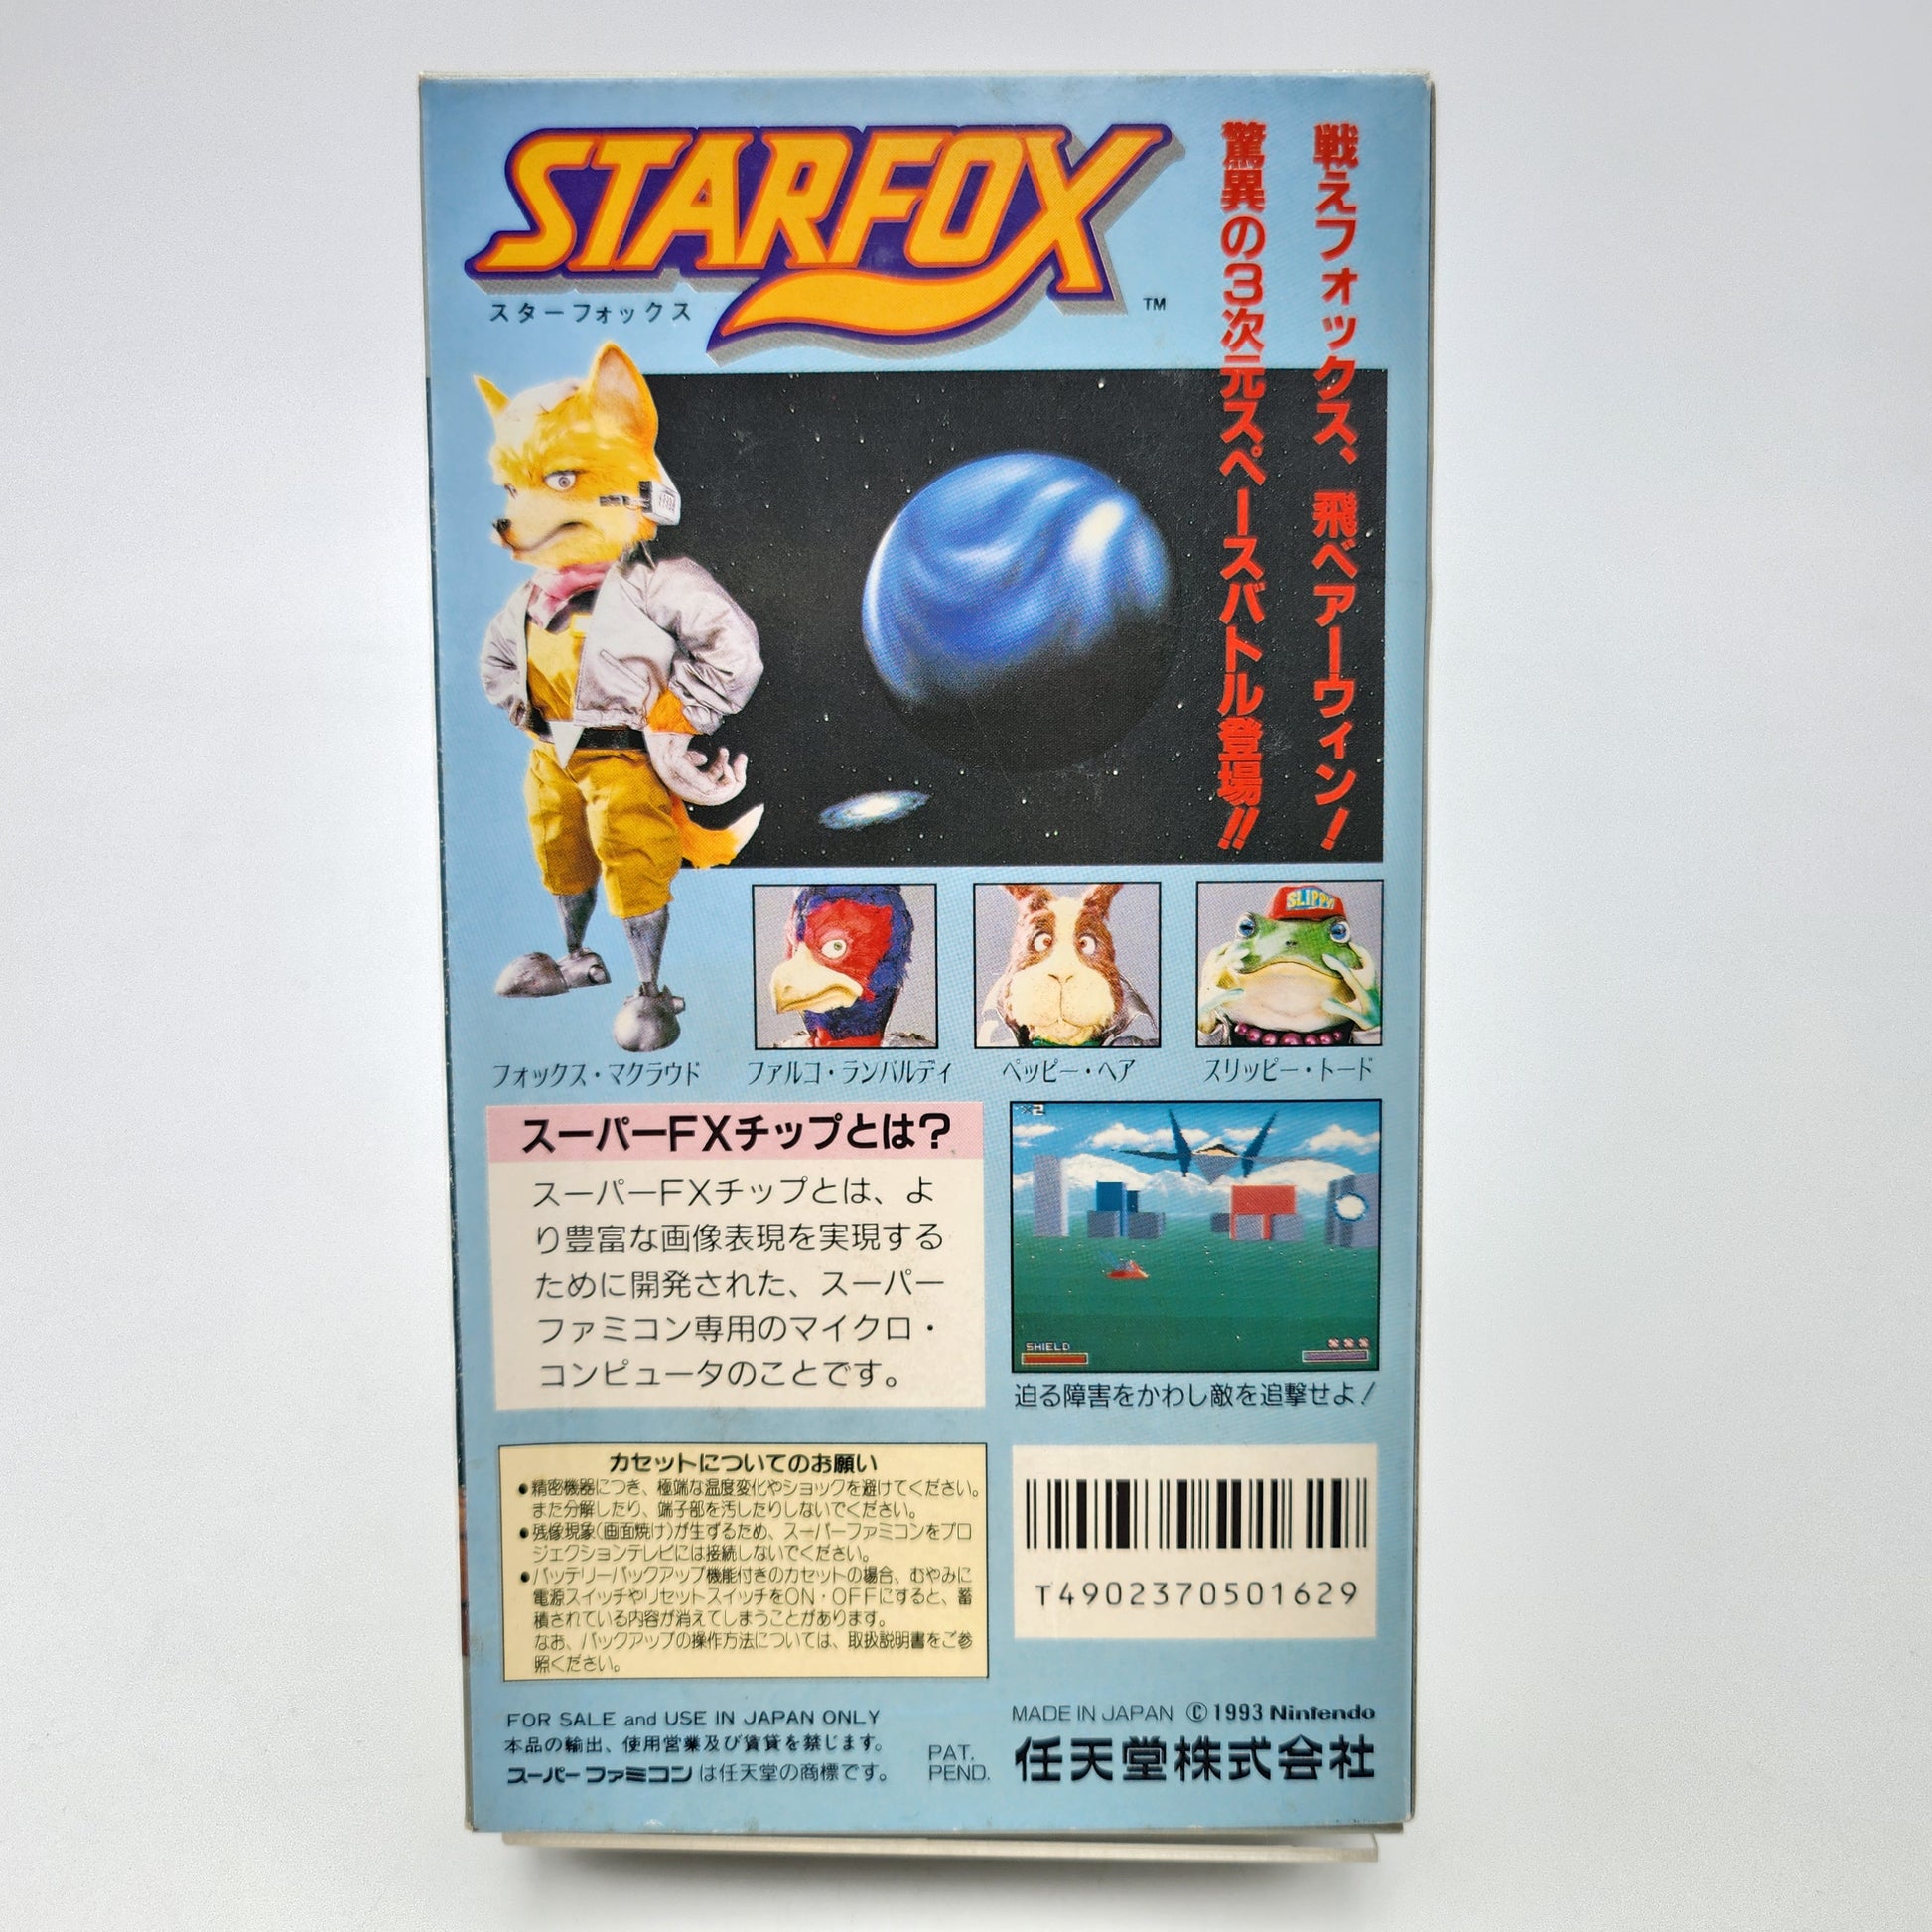 STARFOX
TM
スターフォックス
戦えフォックス、飛べアーウィン!
驚異の3次元スペースバトル登場!!
SLIPPY
フォックス・マクラウド
ファルコ・ランバルディ
ペッピー・ヘア
スリッピー・トード
スーパーFXチップとは?
スーパーFXチップとは、よ
り豊富な画像表現を実現する
ために開発された、スーパー
ファミコン専用のマイクロ・
コンピュータのことです。
×2
SHIELD
迫る障害をかわし敵を追撃せよ!
カセットについてのお願い
●精密機器につき、極端な温度変化やショックを避けてください。
また分解したり、端子部を汚したりしないでください。
●残像現象(画面焼け)が生ずるため、スーパーファミコンをプロ
ジェクションテレビには接続しないでください。
●バッテリーバックアップ機能付きのカセットの場合、むやみに
電源スイッチやリセットスイッチをON・OFFにすると、蓄
積されている内容が消えてしまうことがあります。
なお、バックアップの操作方法については、取扱説明書をご参
照ください。
T4902370501629
FOR SALE and USE IN JAPAN ONLY
本品の輸出、使用営業及び賃貸を禁じます。
スーパーファミコンは任天堂の商標です。
PAT.
PEND.
MADE IN JAPAN ©1993 Nintendo
任天堂株式会社